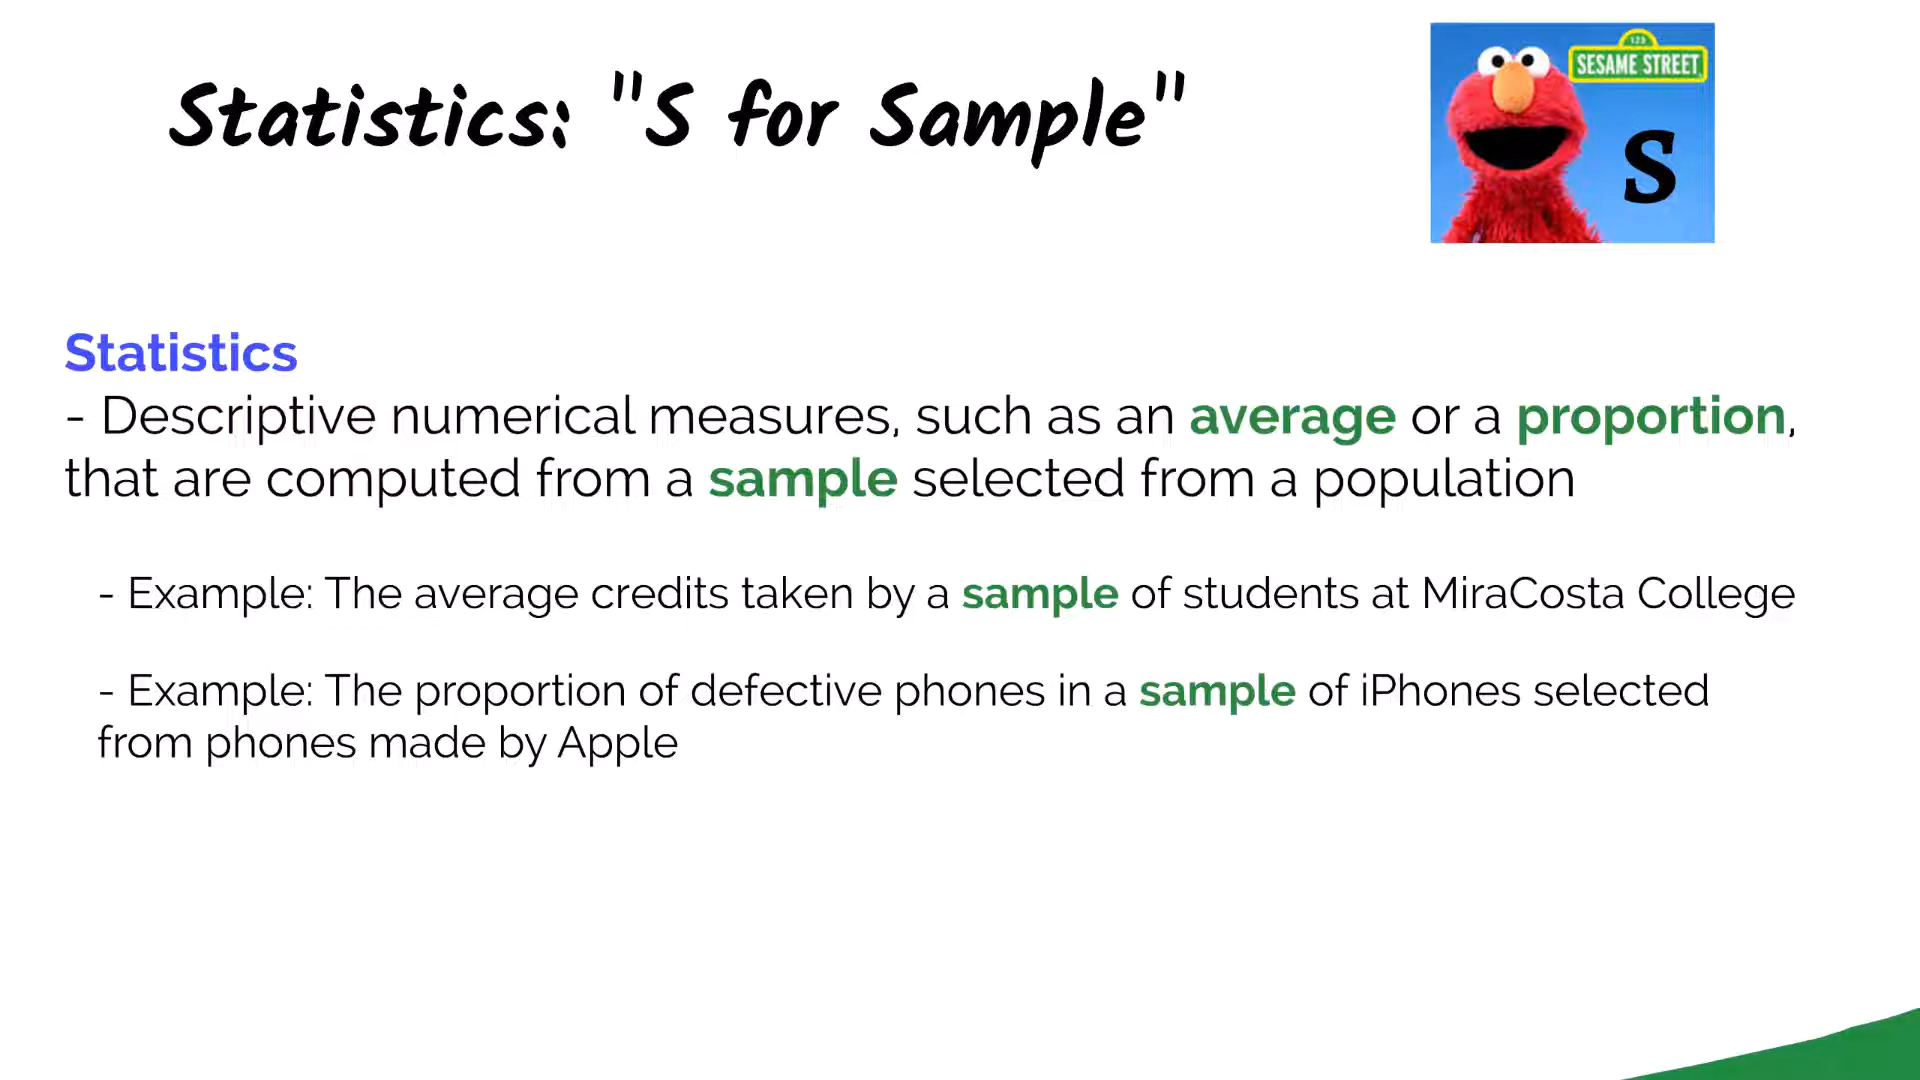 Statistics: "S for Sample"
123
SESAME STREET
S
Statistics
- Descriptive numerical measures, such as an average or a proportion,
that are computed from a sample selected from a population
- Example: The average credits taken by a sample of students at MiraCosta College
- Example: The proportion of defective phones in a sample of iPhones selected
from phones made by Apple